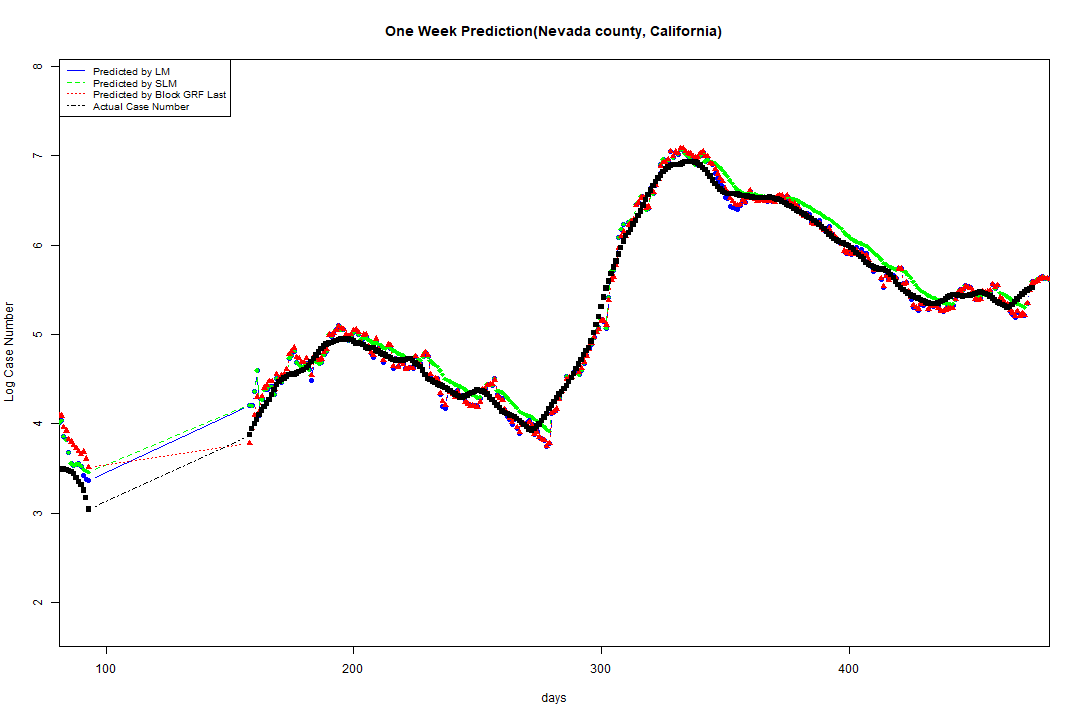 One Week Prediction(Nevada county, California)
Predicted by LM
Predicted by SLM
Predicted by Block GRF Last
Actual Case Number
8
7
6
5
4
3
2
Log Case Number
100
200
300
400
days